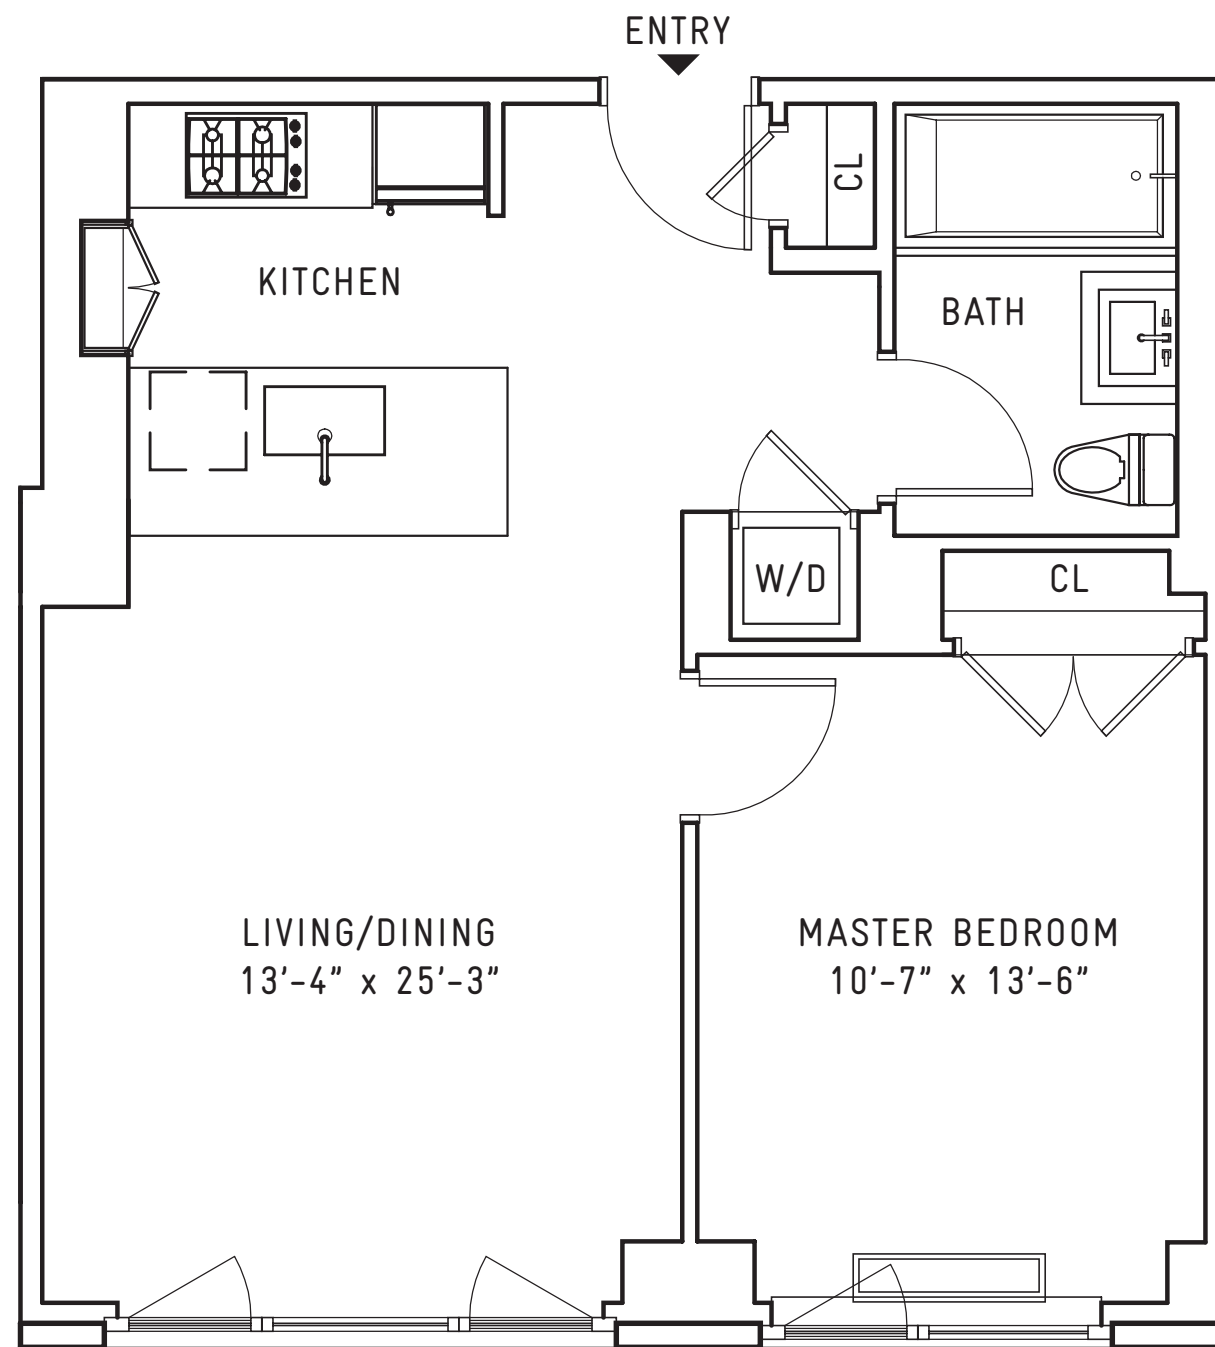 ENTRY
CL
KITCHEN
BATH
W/D
CL
LIVING/DINING
13'-4" x 25'-3"
MASTER BEDROOM
10'-7" x 13'-6"